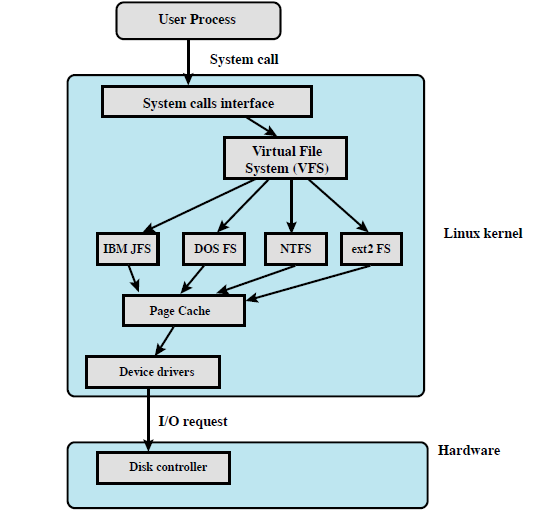 User Process
System call
System calls interface
Virtual File
System (VFS)
Linux kernel
IBM JFS
DOS FS
NTFS
ext2 FS
Page Cache
Device drivers
I/O request
Hardware
Disk controller